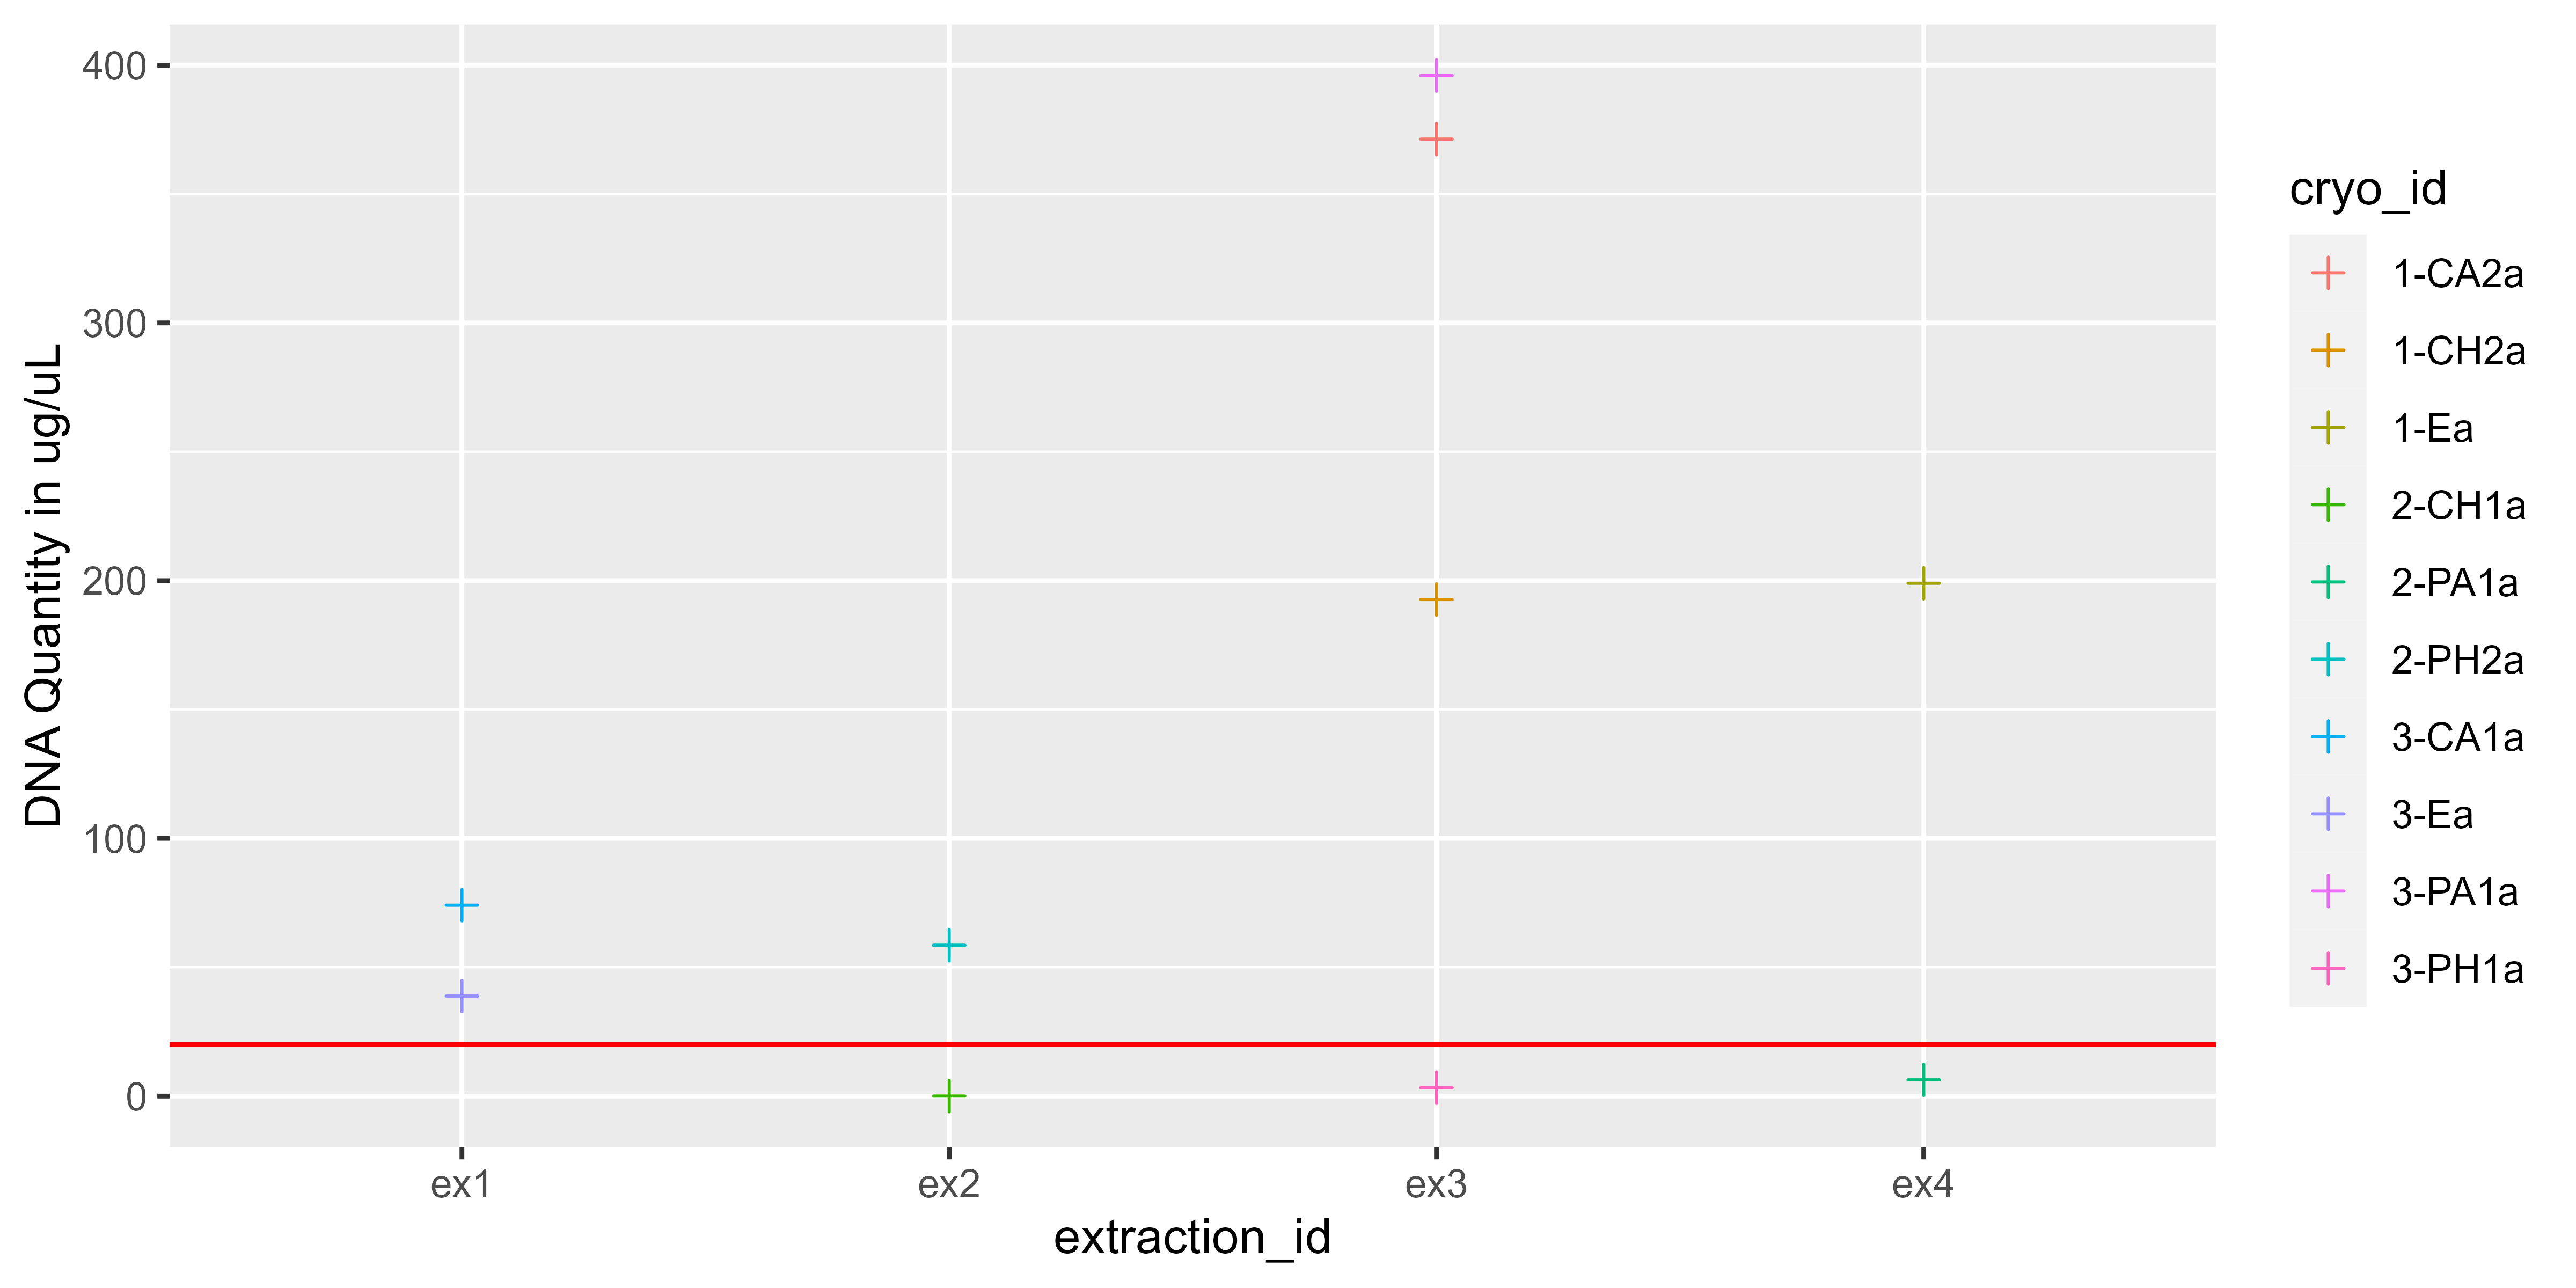 DNA Quantity in ug/uL
400
300
200
100
0
ex1
ex2
ex3
ex4
extraction_id
cryo_id
1-CA2a
1-CH2a
1-Ea
2-CH1a
2-PA1a
2-PH2a
3-CA1a
3-Ea
3-PA1a
3-PH1a